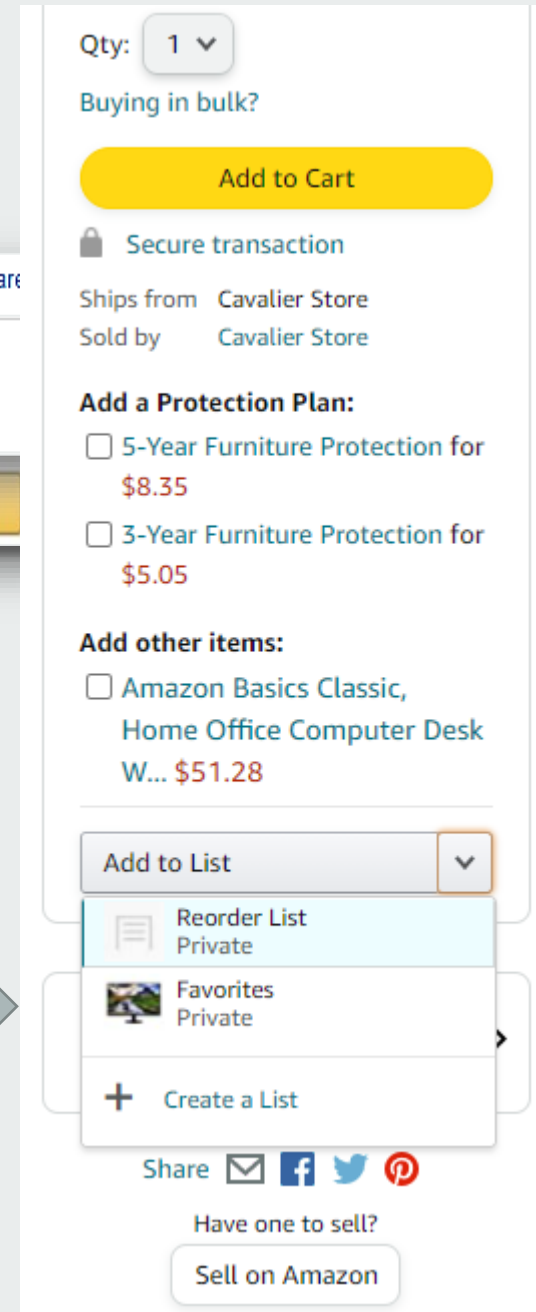 Qty: 1
Buying in bulk?
Add to Cart
Secure transaction
Ships from Cavalier Store
Sold by Cavalier Store
Add a Protection Plan:
5-Year Furniture Protection for
$8.35
3-Year Furniture Protection for
$5.05
Add other items:
Amazon Basics Classic,
Home Office Computer Desk
W... $51.28
Add to List
Reorder List
Private
Favorites
Private
+ Create a List
Share
Have one to sell?
Sell on Amazon